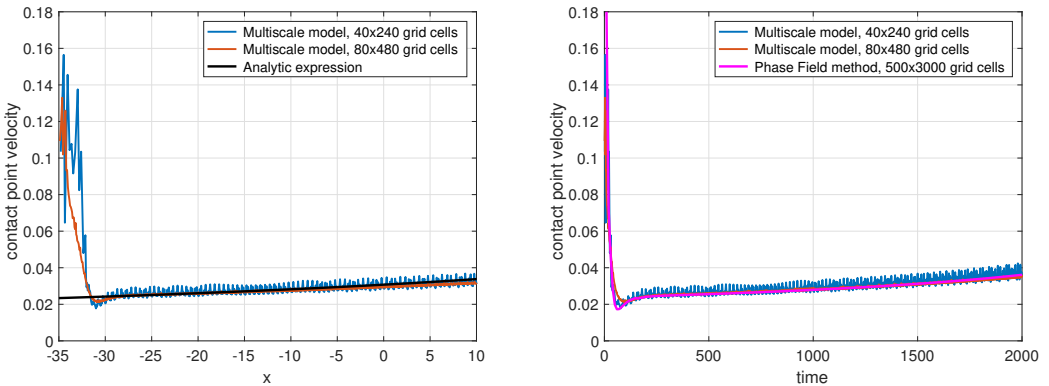 0.18
0.16
0.14
0.12
0.1
0.08
0.06
0.04
0.02
0
contact point velocity
Multiscale model, 40x240 grid cells
Multiscale model, 80x480 grid cells
Analytic expression
-35 -30 -25 -20 -15 -10 -5 0 5 10
x
0.18
0.16
0.14
0.12
0.1
0.08
0.06
0.04
0.02
0
contact point velocity
Multiscale model, 40x240 grid cells
Multiscale model, 80x480 grid cells
Phase Field method, 500x3000 grid cells
0 500 1000 1500 2000
time